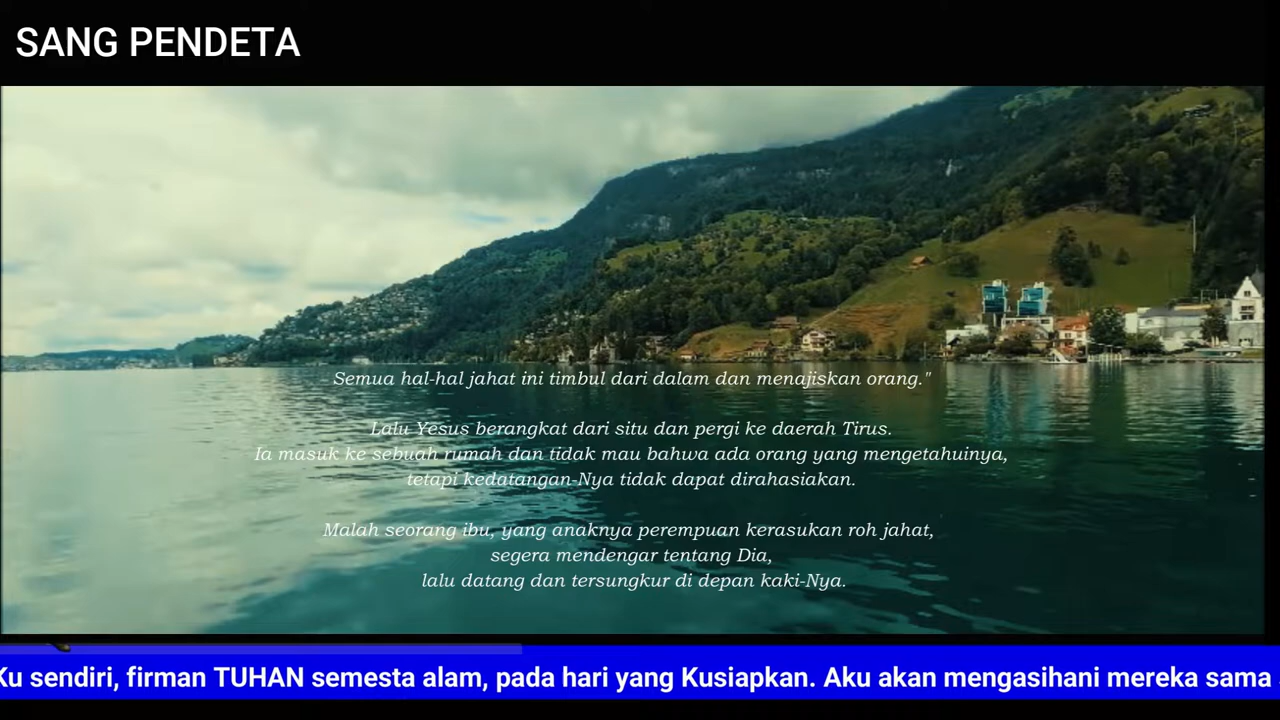 SANG PENDETA
Semua hal-hal jahat ini timbul dari dalam dan menajiskan orang."
Lalu Yesus berangkat dari situ dan pergi ke daerah Tirus.
Ia masuk ke sebuah rumah dan tidak mau bahwa ada orang yang mengetahuinya,
tetapi kedatangan-Nya tidak dapat dirahasiakan.
Malah seorang ibu, yang anaknya perempuan kerasukan roh jahat,
segera mendengar tentang Dia,
lalu datang dan tersungkur di depan kaki-Nya.
Ku sendiri, firman TUHAN semesta alam, pada hari yang Kusiapkan. Aku akan mengasihani mereka sama